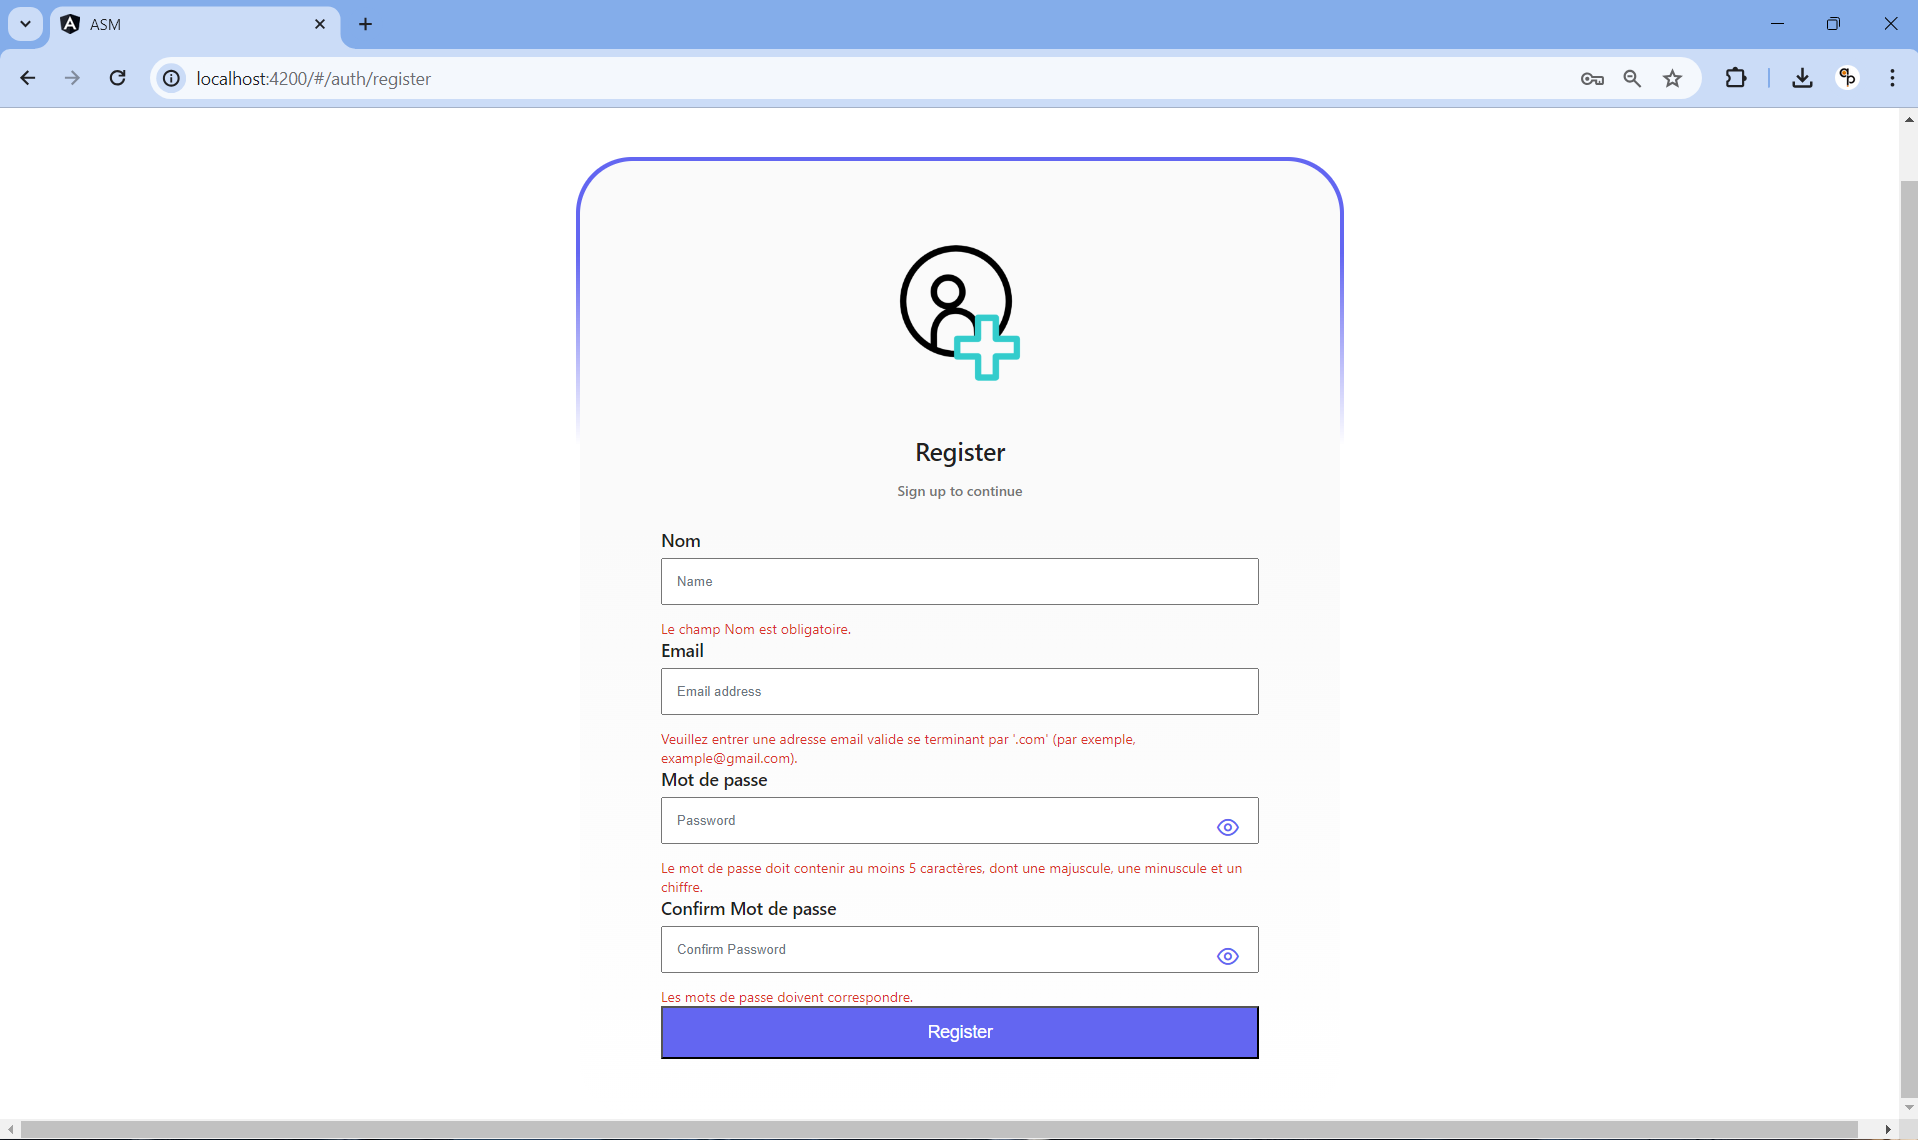 ASM
localhost:4200/#/auth/register
Register
Sign up to continue
Nom
Name
Le champ Nom est obligatoire.
Email
Email address
Veuillez entrer une adresse email valide se terminant par '.com' (par exemple,
example@gmail.com).
Mot de passe
Password
Le mot de passe doit contenir au moins 5 caractères, dont une majuscule, une minuscule et un
chiffre.
Confirm Mot de passe
Confirm Password
Les mots de passe doivent correspondre.
Register